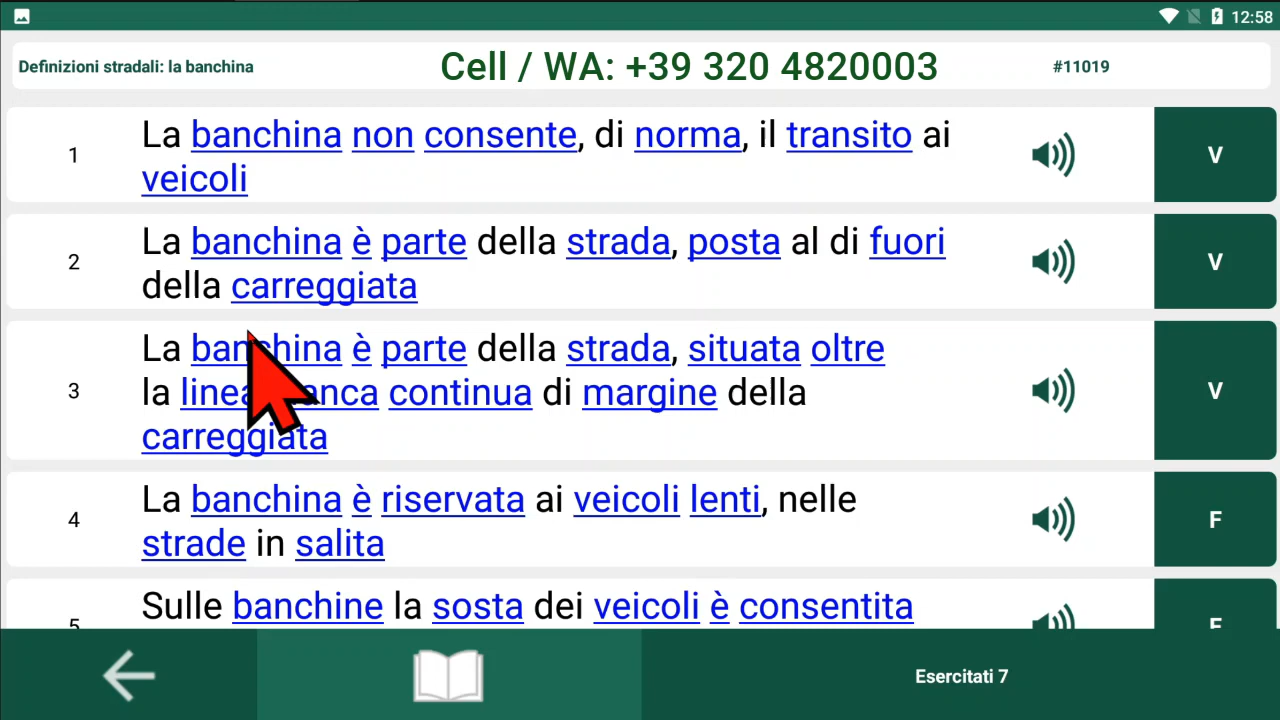 12:58
Definizioni stradali: la banchina
Cell / WA: +39 320 4820003
#11019
1
La banchina non consente, di norma, il transito ai
veicoli
V
2
La banchina è parte della strada, posta al di fuori
della carreggiata
V
3
La banchina è parte della strada, situata oltre
la linea bianca continua di margine della
carreggiata
V
4
La banchina è riservata ai veicoli lenti, nelle
strade in salita
F
5
Sulle banchine la sosta dei veicoli è consentita
F
Esercitati 7